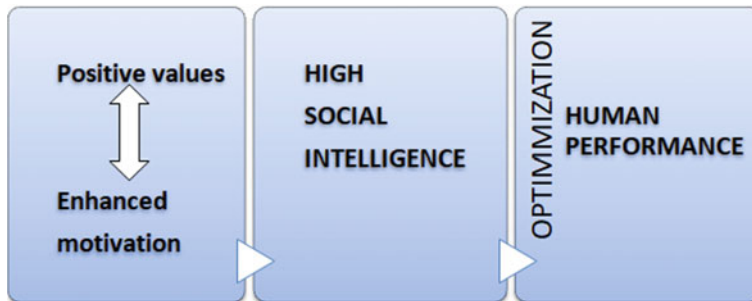 Positive values
Enhanced
motivation
HIGH
SOCIAL
INTELLIGENCE
OPTIMMIZATION
HUMAN
PERFORMANCE